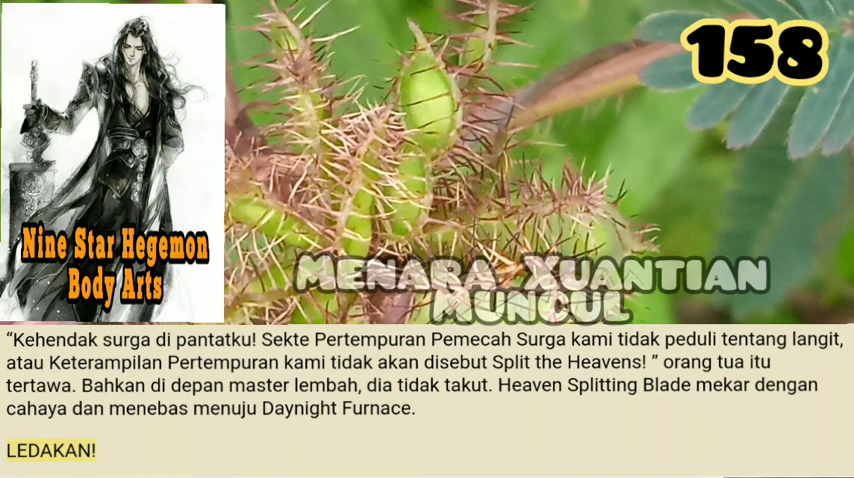 158
Nine Star Hegemon
Body Arts
Menara Xuantian
Muncul
“Kehendak surga di pantatku! Sekte Pertempuran Pemecah Surga kami tidak peduli tentang langit,
atau Keterampilan Pertempuran kami tidak akan disebut Split the Heavens! ” orang tua itu
tertawa. Bahkan di depan master lembah, dia tidak takut. Heaven Splitting Blade mekar dengan
cahaya dan menebas menuju Daynight Furnace.
LEDAKAN!